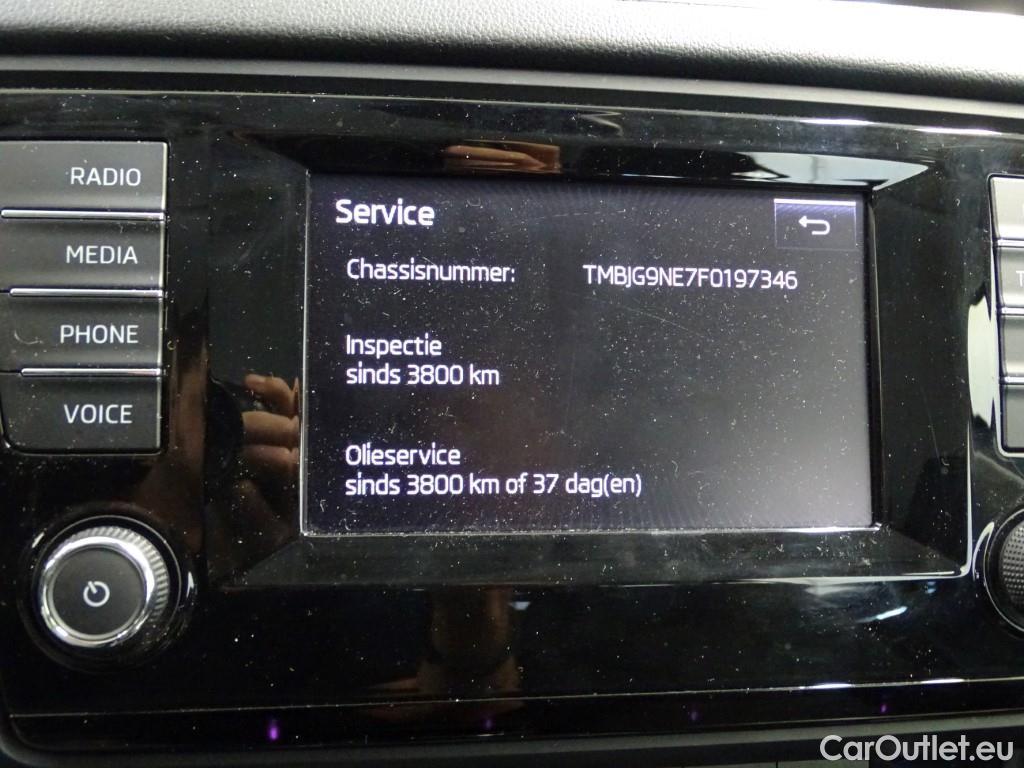 RADIO
MEDIA
PHONE
VOICE
Service
Chassisnummer: TMBJG9NE7F0197346
Inspectie
sinds 3800 km
Olieservice
sinds 3800 km of 37 dag(en)
T
CarOutlet.eu